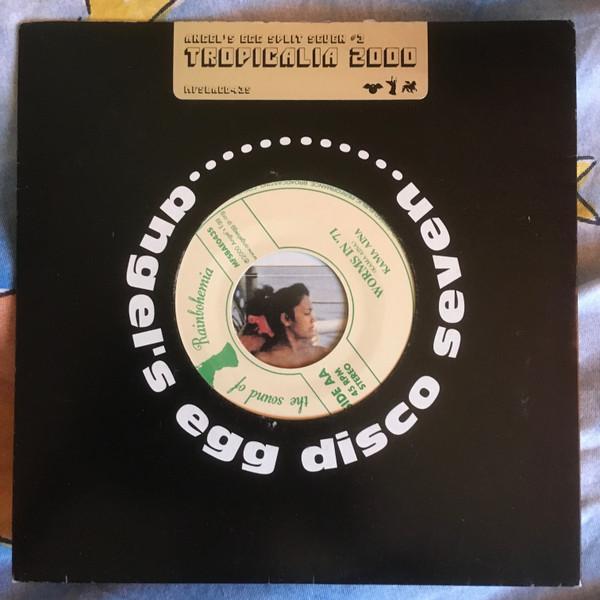 ANGEL'S EGG SPLIT SEVEN #3
TROPICALIA 2000
angel's egg disco seven
WORMS IN '71
KAMA AINA
SIDE AA
45 RPM
STEREO
the sound of
Rainbohemia